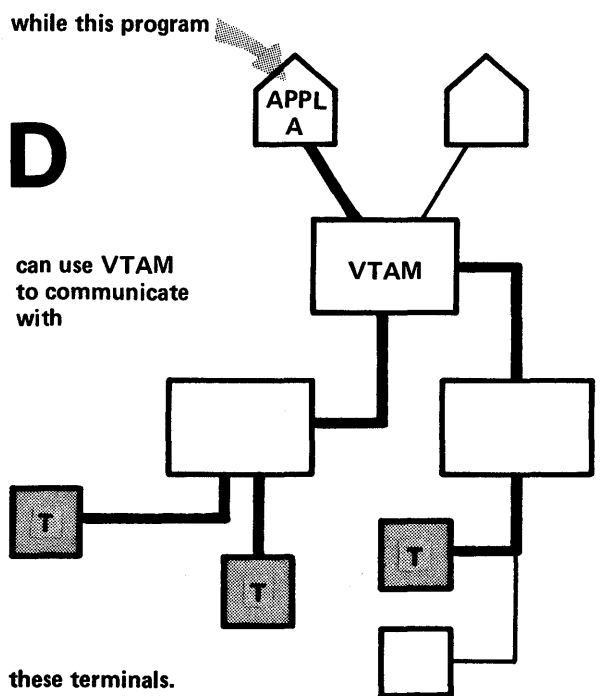 while this program
APPL
A
D
can use VTAM
to communicate
with
VTAM
T
T
T
these terminals.